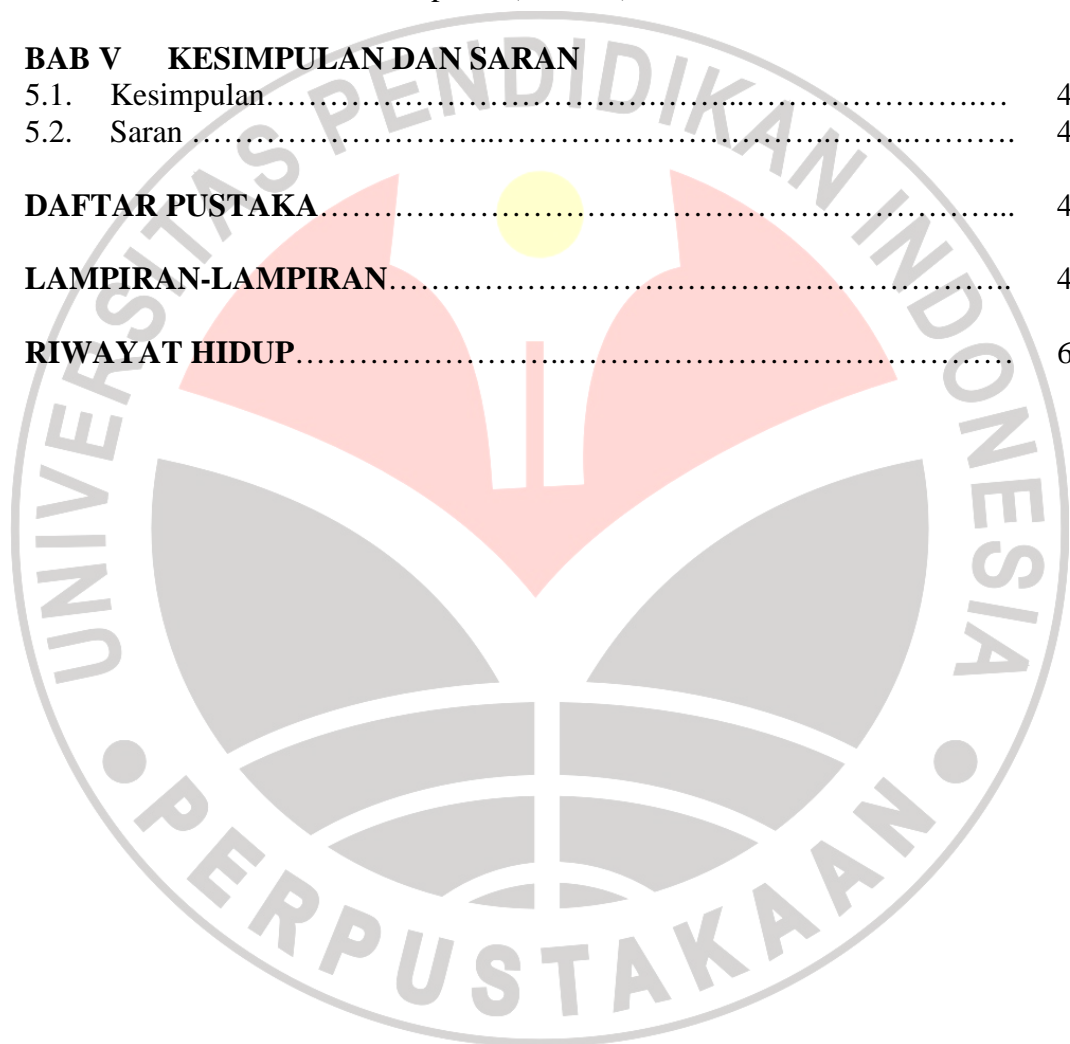 BAB V KESIMPULAN DAN SARAN
5.1. Kesimpulan……………………………………..…………………….… 4
5.2. Saran ………………………..…………………………………..………. 4
DAFTAR PUSTAKA………………………………………………………... 4
LAMPIRAN-LAMPIRAN…………………………………………………. 4
RIWAYAT HIDUP……………………..……………………………………. 6
UNIVERSITAS PENDIDIKAN INDONESIA
PERPUSTAKAAN